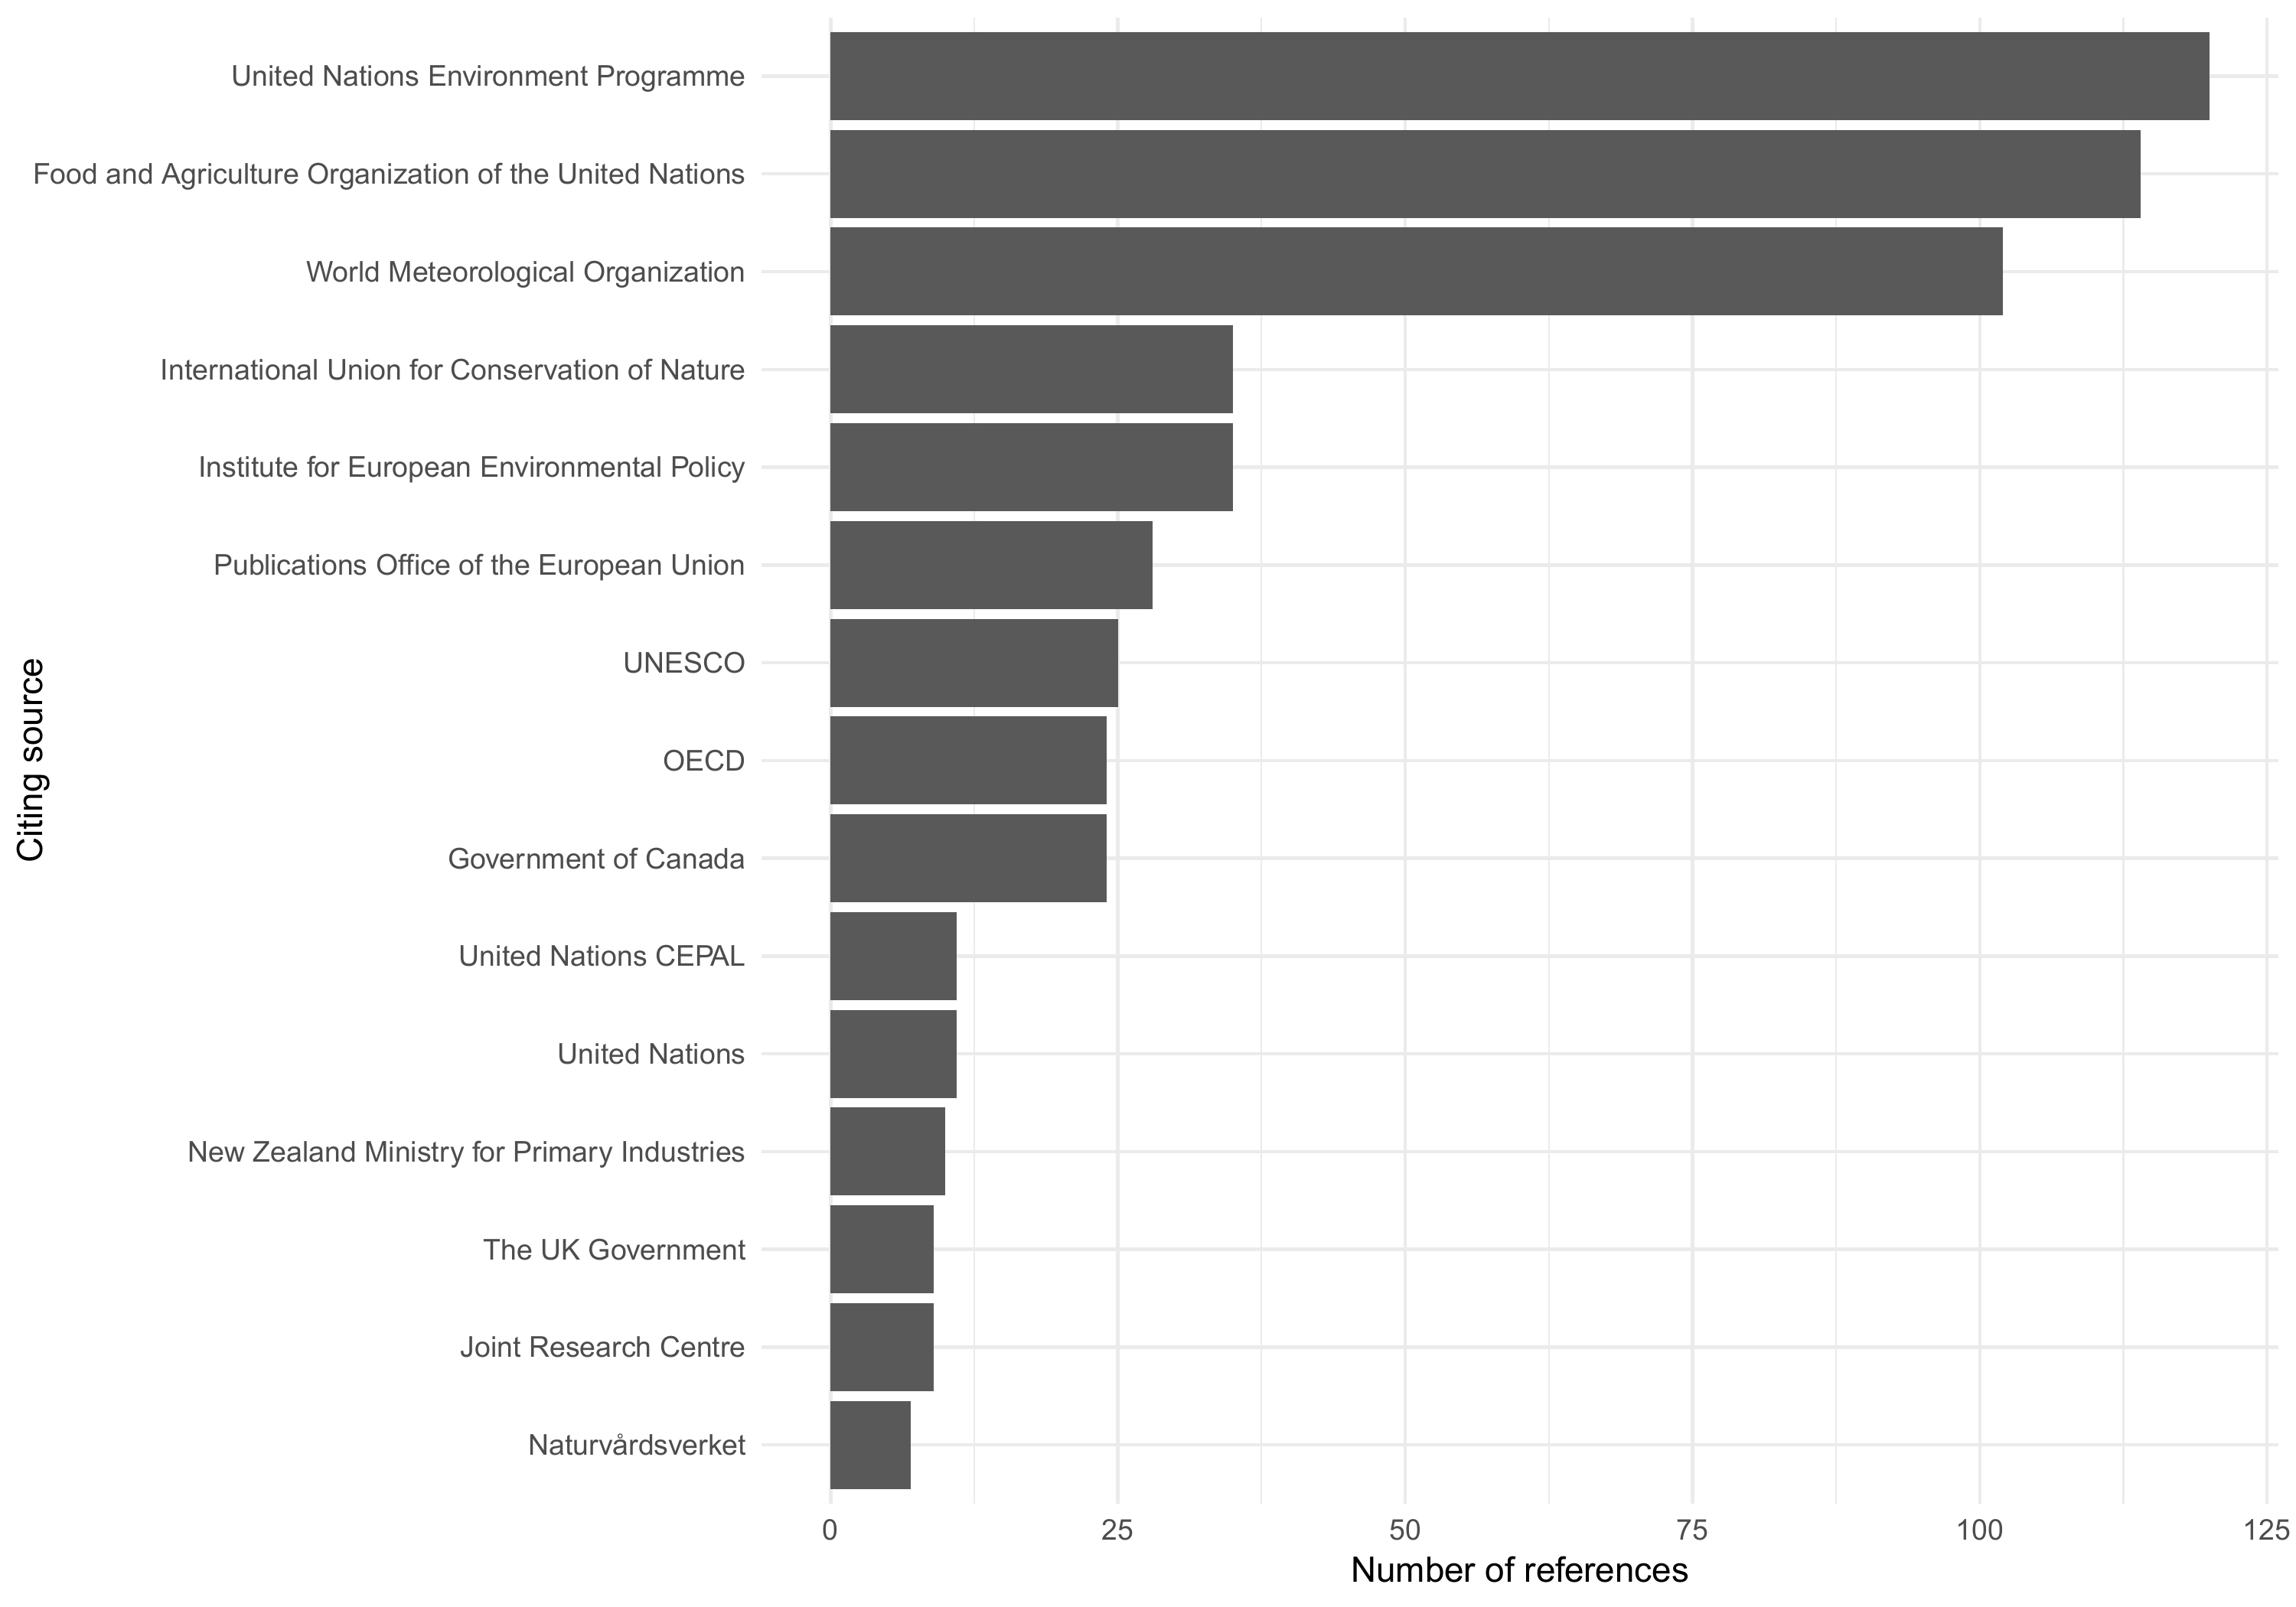 United Nations Environment Programme
Food and Agriculture Organization of the United Nations
World Meteorological Organization
International Union for Conservation of Nature
Institute for European Environmental Policy
Publications Office of the European Union
UNESCO
OECD
Government of Canada
United Nations CEPAL
United Nations
New Zealand Ministry for Primary Industries
The UK Government
Joint Research Centre
Naturvårdsverket
Citing source
0 25 50 75 100 125
Number of references